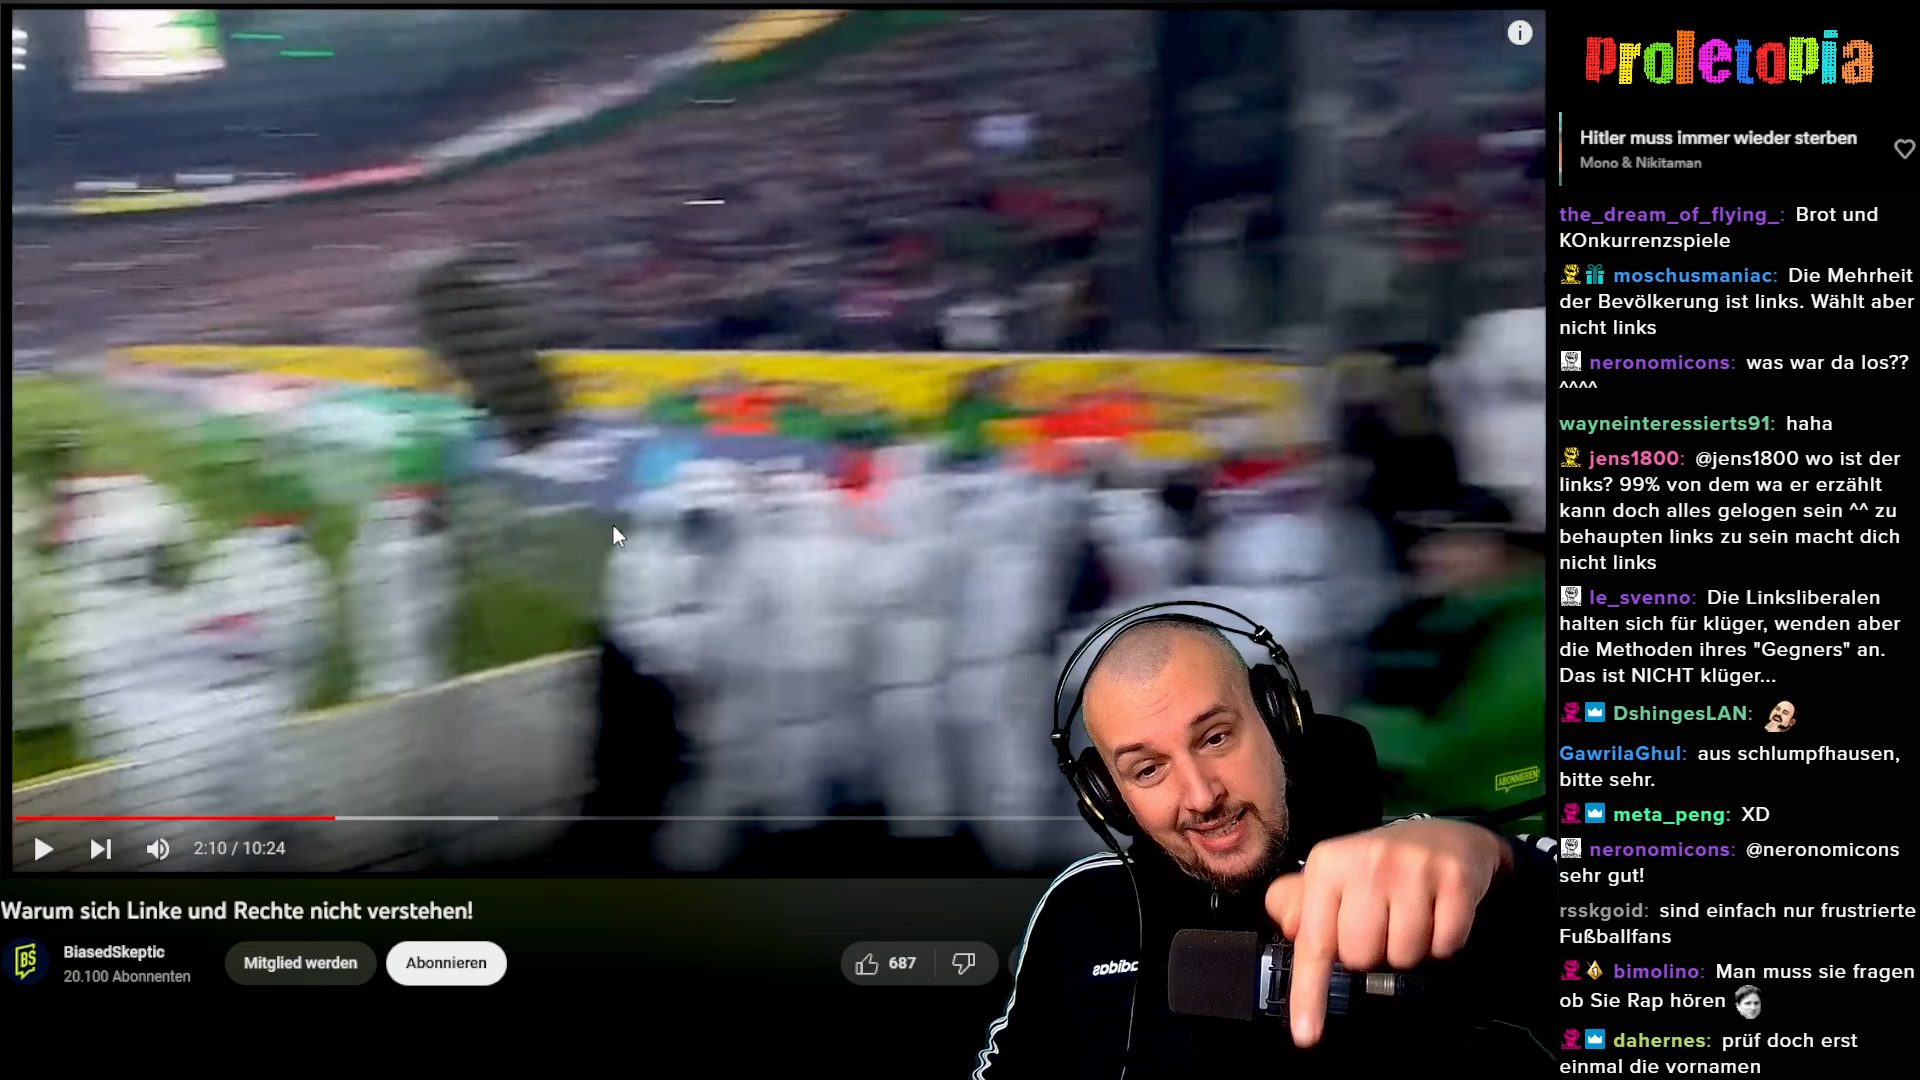 Proletopia
Hitler muss immer wieder sterben
Mono & Nikitaman
the_dream_of_flying_: Brot und
KOnkurrenzspiele
moschusmaniac: Die Mehrheit
der Bevölkerung ist links. Wählt aber
nicht links
neronomicons: was war da los??
^^^^
wayneinteressierts91: haha
jens1800: @jens1800 wo ist der
links? 99% von dem wa er erzählt
kann doch alles gelogen sein ^^ zu
behaupten links zu sein macht dich
nicht links
le_svenno: Die Linksliberalen
halten sich für klüger, wenden aber
die Methoden ihres "Gegners" an.
Das ist NICHT klüger...
DshingesLAN:
GawrilaGhul: aus schlumpfhausen,
bitte sehr.
meta_peng: XD
neronomicons: @neronomicons
sehr gut!
rsskgoid: sind einfach nur frustrierte
Fußballfans
bimolino: Man muss sie fragen
ob Sie Rap hören
dahernes: prüf doch erst
einmal die vornamen
ABONNIEREN!
2:10 / 10:24
Warum sich Linke und Rechte nicht verstehen!
BS
BiasedSkeptic
20.100 Abonnenten
Mitglied werden
Abonnieren
687
adidas